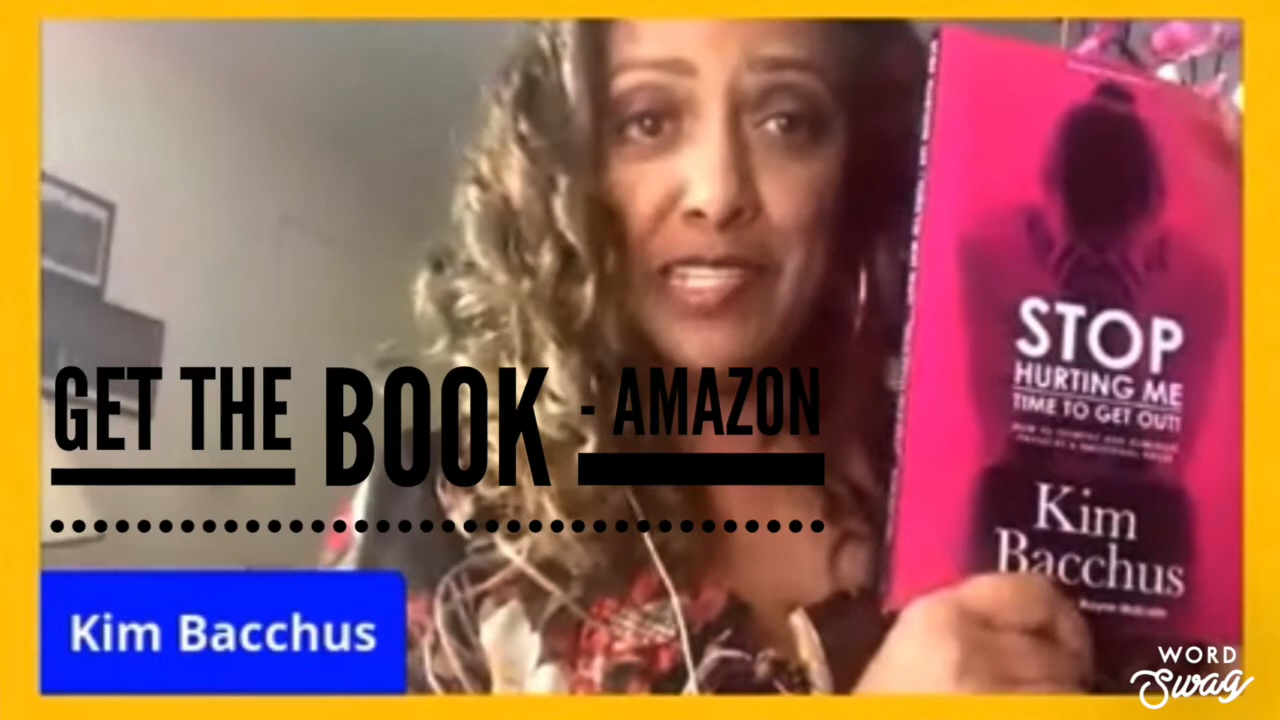 STOP
HURTING ME
TIME TO GET OUT!
Kim
Bacchus
GET THE BOOK - AMAZON
Kim Bacchus
WORD
Swag